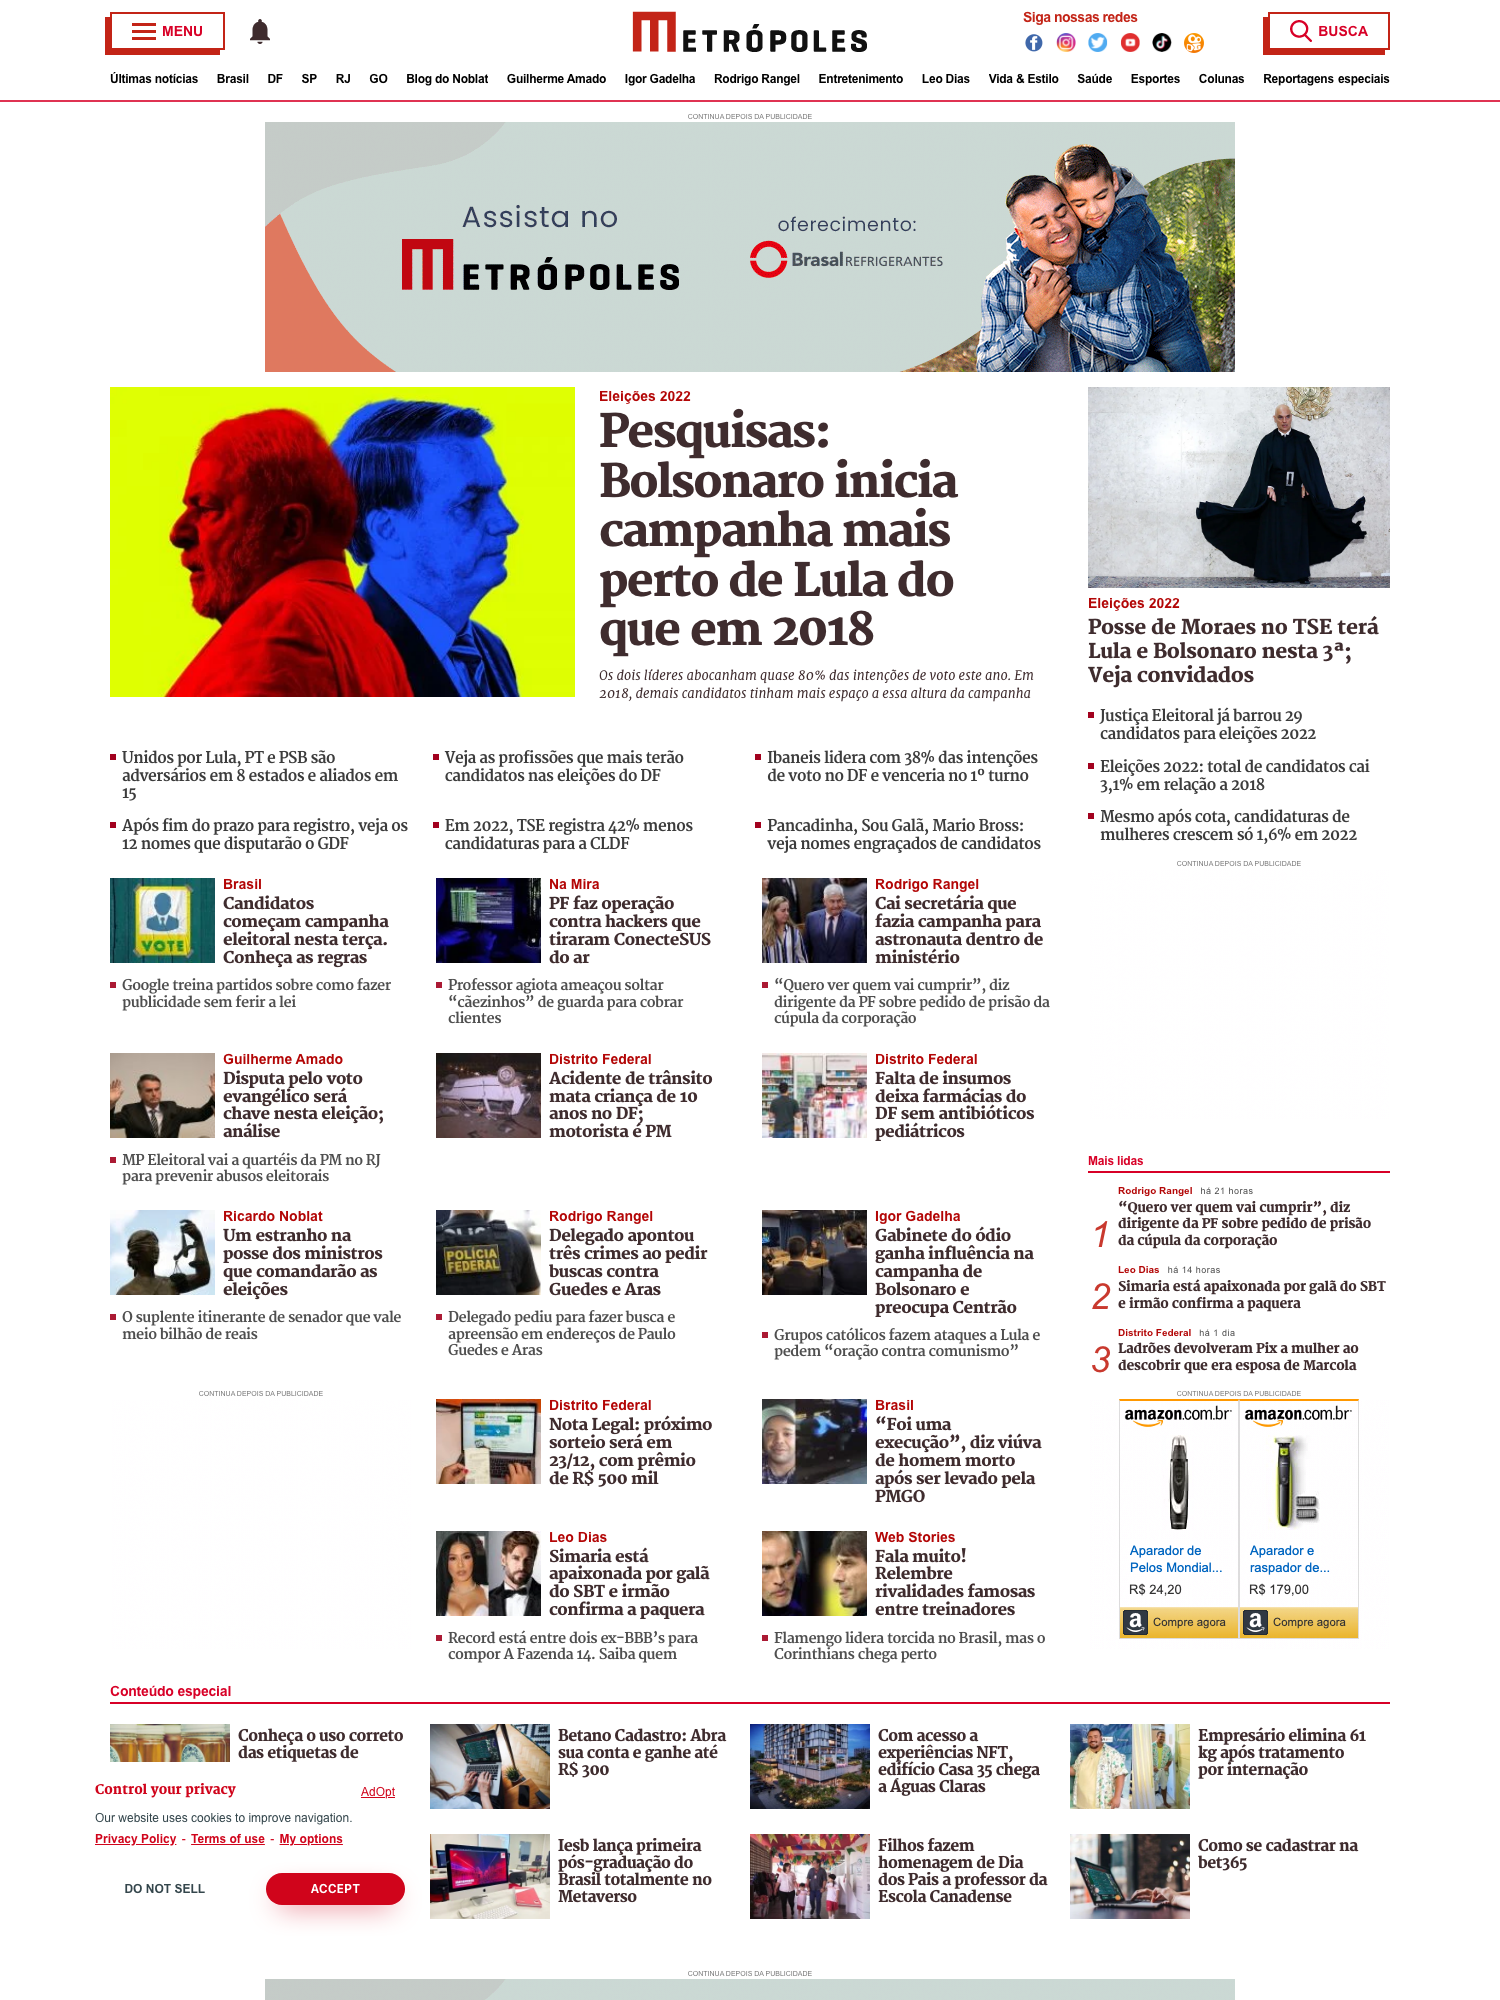 MENU
METRÓPOLES
Siga nossas redes
BUSCA
Últimas notícias Brasil DF SP RJ GO Blog do Noblat Guilherme Amado Igor Gadelha Rodrigo Rangel Entretenimento Leo Dias Vida & Estilo Saúde Esportes Colunas Reportagens especiais
CONTINUA DEPOIS DA PUBLICIDADE
Assista no
METRÓPOLES
oferecimento:
Brasal REFRIGERANTES
Eleições 2022
Pesquisas:
Bolsonaro inicia
campanha mais
perto de Lula do
que em 2018
Os dois líderes abocanham quase 80% das intenções de voto este ano. Em
2018, demais candidatos tinham mais espaço a essa altura da campanha
Eleições 2022
Posse de Moraes no TSE terá
Lula e Bolsonaro nesta 3ª;
Veja convidados
Justiça Eleitoral já barrou 29
candidatos para eleições 2022
Eleições 2022: total de candidatos cai
3,1% em relação a 2018
Mesmo após cota, candidaturas de
mulheres crescem só 1,6% em 2022
CONTINUA DEPOIS DA PUBLICIDADE
Unidos por Lula, PT e PSB são
adversários em 8 estados e aliados em
15
Veja as profissões que mais terão
candidatos nas eleições do DF
Ibaneis lidera com 38% das intenções
de voto no DF e venceria no 1º turno
Após fim do prazo para registro, veja os
12 nomes que disputarão o GDF
Em 2022, TSE registra 42% menos
candidaturas para a CLDF
Pancadinha, Sou Galã, Mario Bross:
veja nomes engraçados de candidatos
VOTE
Brasil
Candidatos
começam campanha
eleitoral nesta terça.
Conheça as regras
Google treina partidos sobre como fazer
publicidade sem ferir a lei
Na Mira
PF faz operação
contra hackers que
tiraram ConecteSUS
do ar
Professor agiota ameaçou soltar
“cãezinhos” de guarda para cobrar
clientes
Rodrigo Rangel
Cai secretária que
fazia campanha para
astronauta dentro de
ministério
“Quero ver quem vai cumprir”, diz
dirigente da PF sobre pedido de prisão da
cúpula da corporação
Guilherme Amado
Disputa pelo voto
evangélico será
chave nesta eleição;
análise
MP Eleitoral vai a quartéis da PM no RJ
para prevenir abusos eleitorais
Distrito Federal
Acidente de trânsito
mata criança de 10
anos no DF;
motorista é PM
Distrito Federal
Falta de insumos
deixa farmácias do
DF sem antibióticos
pediátricos
Ricardo Noblat
Um estranho na
posse dos ministros
que comandarão as
eleições
O suplente itinerante de senador que vale
meio bilhão de reais
POLÍCIA
FEDERAL
Rodrigo Rangel
Delegado apontou
três crimes ao pedir
buscas contra
Guedes e Aras
Delegado pediu para fazer busca e
apreensão em endereços de Paulo
Guedes e Aras
Igor Gadelha
Gabinete do ódio
ganha influência na
campanha de
Bolsonaro e
preocupa Centrão
Grupos católicos fazem ataques a Lula e
pedem “oração contra comunismo”
Mais lidas
Rodrigo Rangel há 21 horas
1
“Quero ver quem vai cumprir”, diz
dirigente da PF sobre pedido de prisão
da cúpula da corporação
Leo Dias há 14 horas
2
Simaria está apaixonada por galã do SBT
e irmão confirma a paquera
Distrito Federal há 1 dia
3
Ladrões devolveram Pix a mulher ao
descobrir que era esposa de Marcola
CONTINUA DEPOIS DA PUBLICIDADE
Distrito Federal
Nota Legal: próximo
sorteio será em
23/12, com prêmio
de R$ 500 mil
Brasil
“Foi uma
execução”, diz viúva
de homem morto
após ser levado pela
PMGO
Leo Dias
Simaria está
apaixonada por galã
do SBT e irmão
confirma a paquera
Record está entre dois ex-BBB’s para
compor A Fazenda 14. Saiba quem
Web Stories
Fala muito!
Relembre
rivalidades famosas
entre treinadores
Flamengo lidera torcida no Brasil, mas o
Corinthians chega perto
CONTINUA DEPOIS DA PUBLICIDADE
amazon.com.br
Aparador de
Pelos Mondial...
R$ 24,20
Compre agora
amazon.com.br
Aparador e
raspador de...
R$ 179,00
Compre agora
Conteúdo especial
Conheça o uso correto
das etiquetas de
Betano Cadastro: Abra
sua conta e ganhe até
R$ 300
Com acesso a
experiências NFT,
edifício Casa 35 chega
a Águas Claras
Empresário elimina 61
kg após tratamento
por internação
Iesb lança primeira
pós-graduação do
Brasil totalmente no
Metaverso
Filhos fazem
homenagem de Dia
dos Pais a professor da
Escola Canadense
Como se cadastrar na
bet365
Control your privacy
AdOpt
Our website uses cookies to improve navigation.
Privacy Policy - Terms of use - My options
DO NOT SELL
ACCEPT
CONTINUA DEPOIS DA PUBLICIDADE